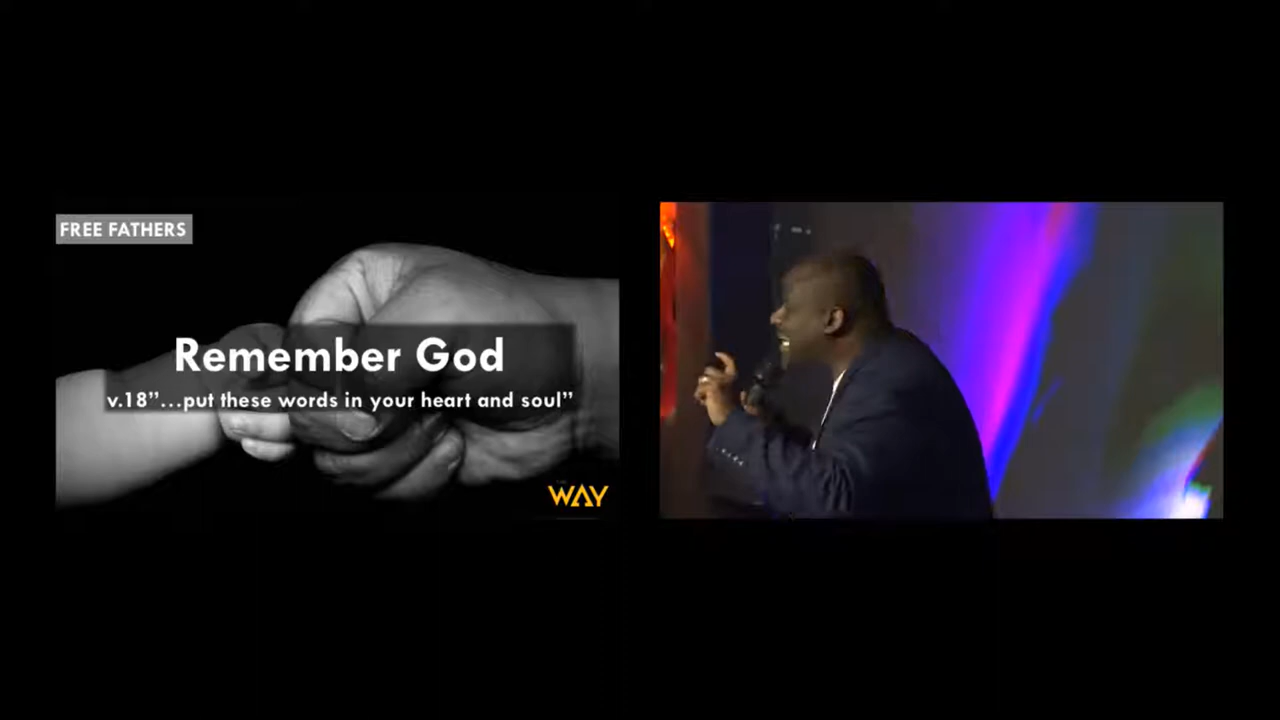 FREE FATHERS
Remember God
v.18”...put these words in your heart and soul”
WAY